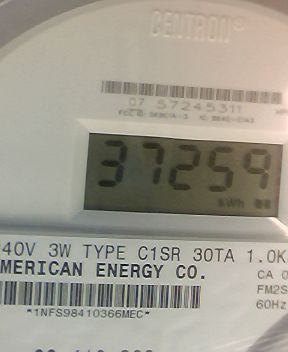 CENTRON®
07 57245311
37259
kWh
40V 3W TYPE C1SR 30TA 1.0K
MERICAN ENERGY CO.
CA 0
FM2S
60Hz
*1NFS98410366MEC*